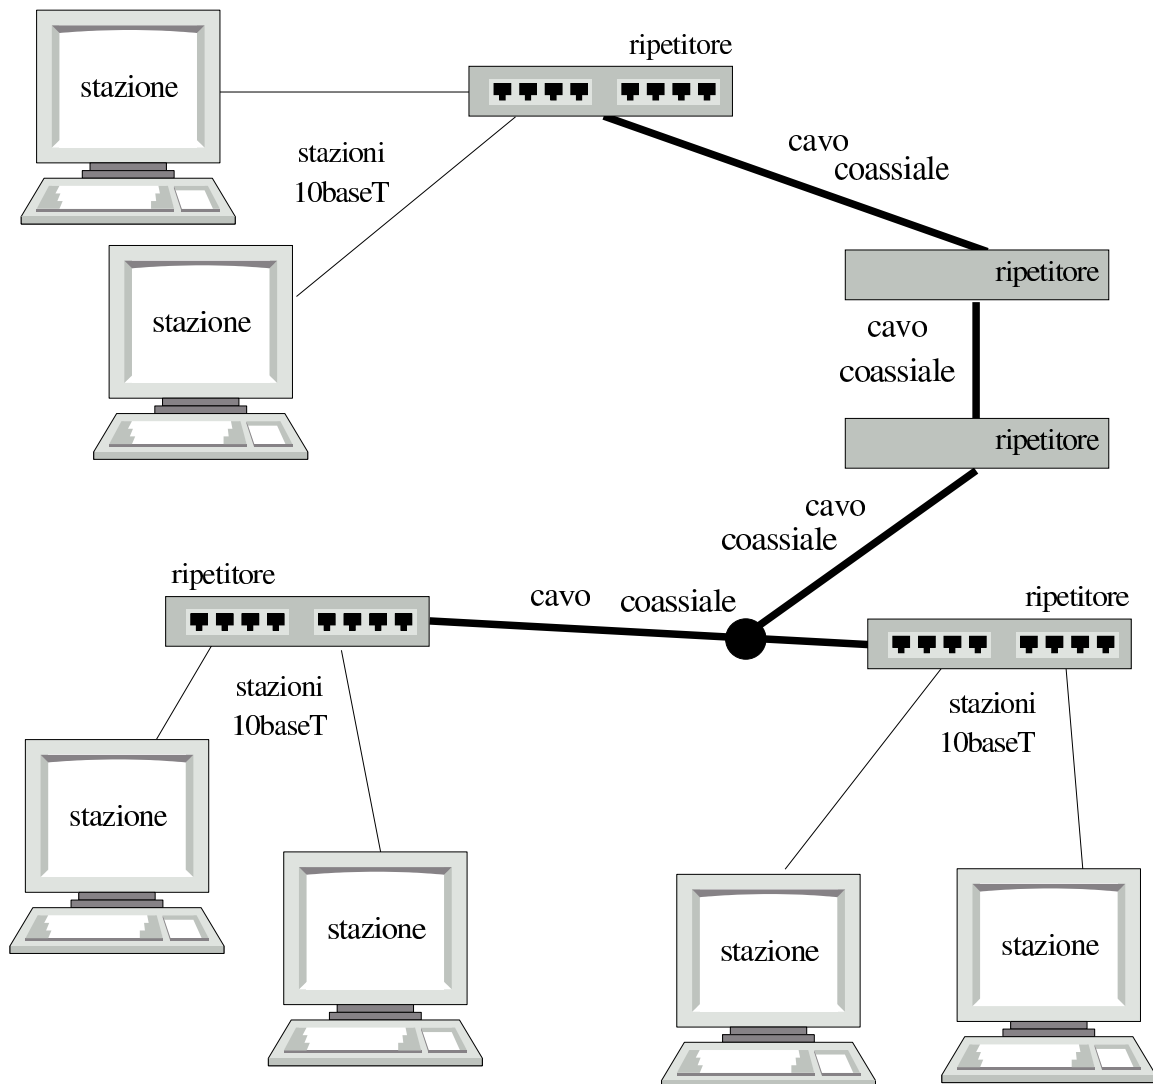 ripetitore
stazione
cavo
coassiale
stazioni
10baseT
ripetitore
stazione
cavo
coassiale
ripetitore
cavo
coassiale
ripetitore
cavo coassiale
ripetitore
stazioni
10baseT
stazioni
10baseT
stazione
stazione
stazione
stazione